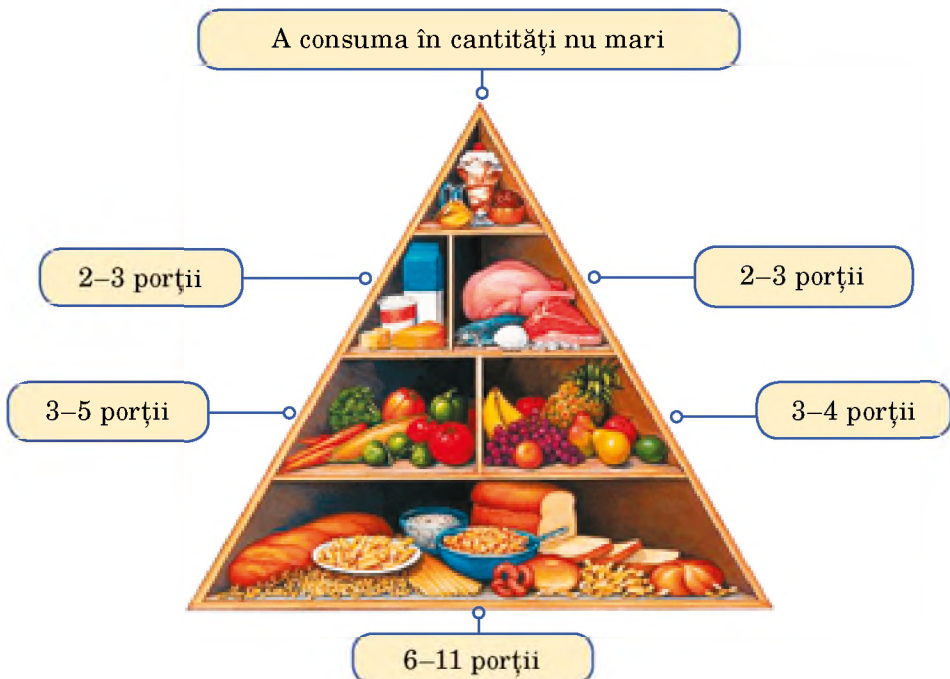 A consuma în cantități nu mari
2–3 porții
2–3 porții
3–5 porții
3–4 porții
6–11 porții